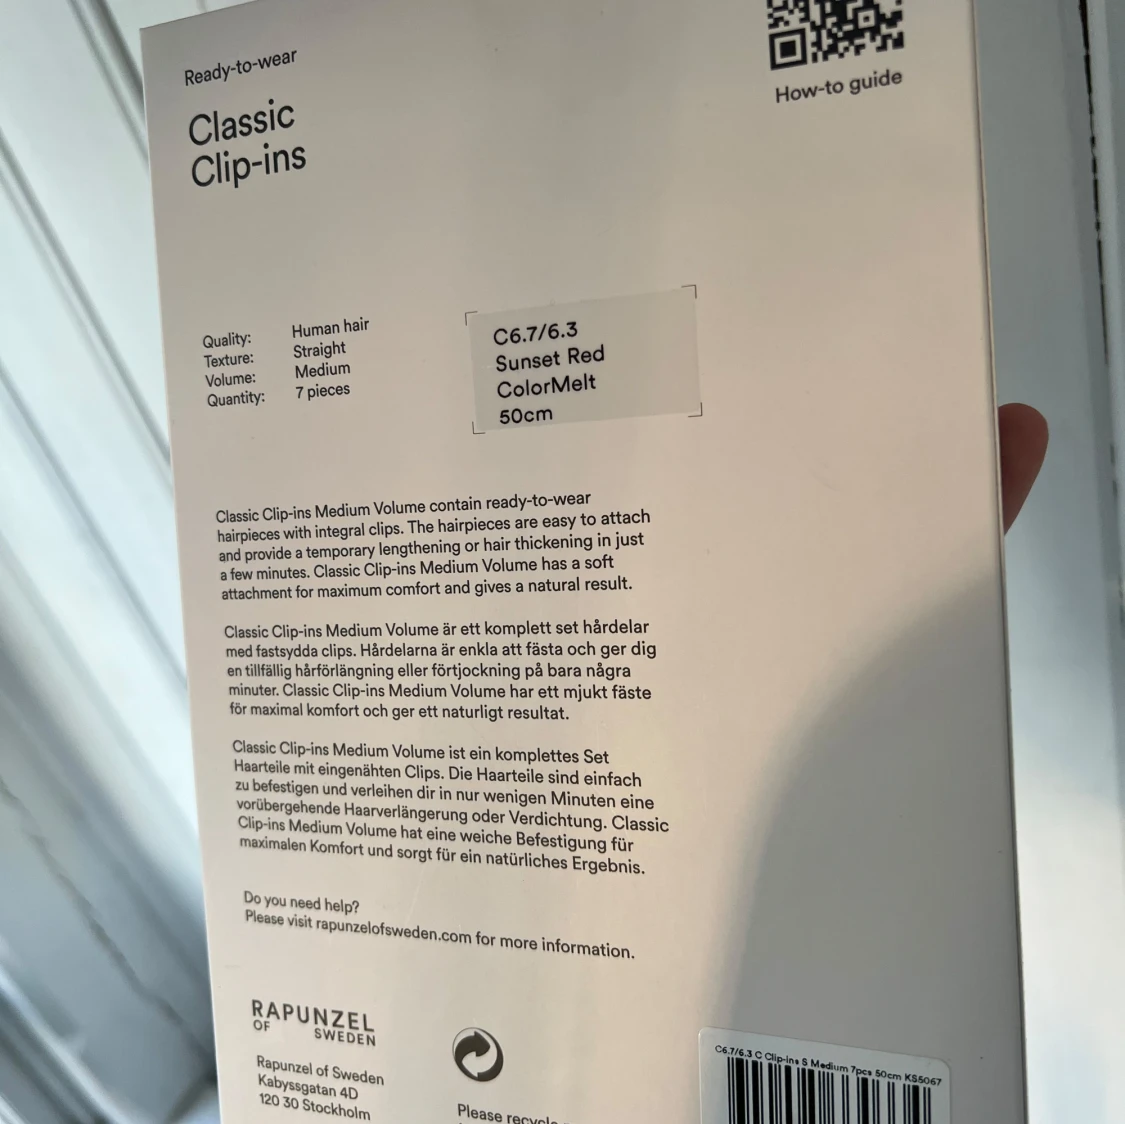 Ready-to-wear
Classic
Clip-ins
How-to guide
Quality: Human hair
Texture: Straight
Volume: Medium
Quantity: 7 pieces
C6.7/6.3
Sunset Red
ColorMelt
50cm
Classic Clip-ins Medium Volume contain ready-to-wear
hairpieces with integral clips. The hairpieces are easy to attach
and provide a temporary lengthening or hair thickening in just
a few minutes. Classic Clip-ins Medium Volume has a soft
attachment for maximum comfort and gives a natural result.
Classic Clip-ins Medium Volume är ett komplett set hårdelar
med fastsydda clips. Hårdelarna är enkla att fästa och ger dig
en tillfällig hårförlängning eller förtjockning på bara några
minuter. Classic Clip-ins Medium Volume har ett mjukt fäste
för maximal komfort och ger ett naturligt resultat.
Classic Clip-ins Medium Volume ist ein komplettes Set
Haarteile mit eingenähten Clips. Die Haarteile sind einfach
zu befestigen und verleihen dir in nur wenigen Minuten eine
vorübergehende Haarverlängerung oder Verdichtung. Classic
Clip-ins Medium Volume hat eine weiche Befestigung für
maximalen Komfort und sorgt für ein natürliches Ergebnis.
Do you need help?
Please visit rapunzelofsweden.com for more information.
RAPUNZEL
OF SWEDEN
Rapunzel of Sweden
Kabyssgatan 4D
120 30 Stockholm
Please recycle
C6.7/6.3 C Clip-ins S Medium 7pcs 50cm KS5067